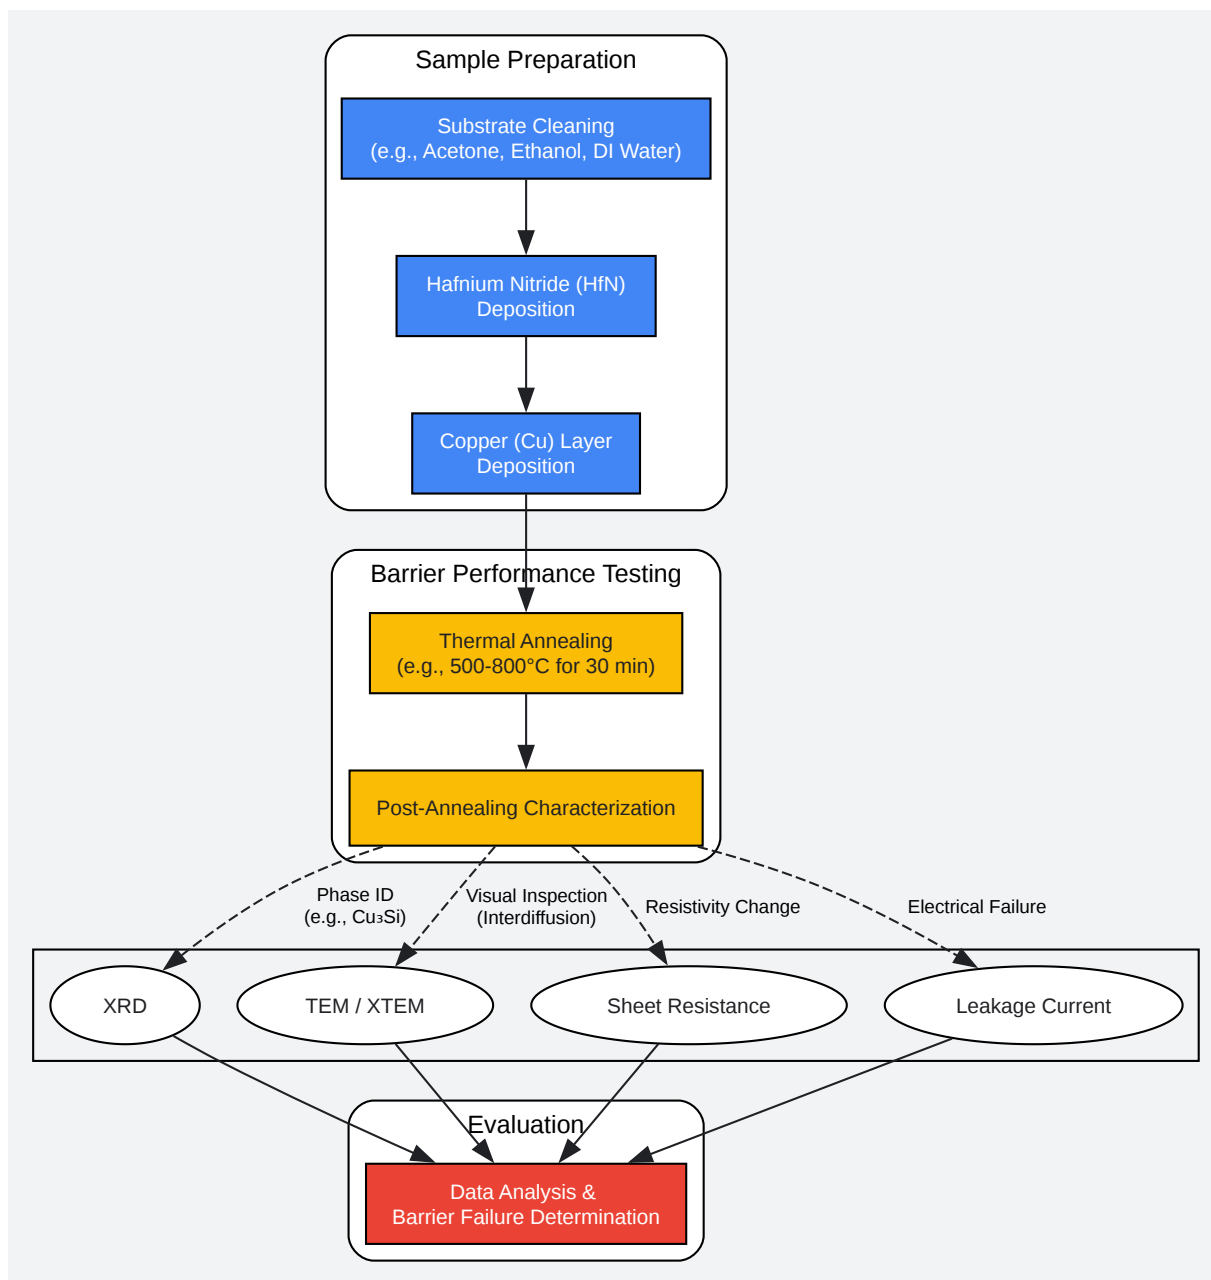 Sample Preparation
Substrate Cleaning
(e.g., Acetone, Ethanol, DI Water)
Hafnium Nitride (HfN)
Deposition
Copper (Cu) Layer
Deposition
Barrier Performance Testing
Thermal Annealing
(e.g., 500-800°C for 30 min)
Post-Annealing Characterization
Phase ID
(e.g., Cu₃Si)
Visual Inspection
(Interdiffusion)
Resistivity Change
Electrical Failure
XRD
TEM / XTEM
Sheet Resistance
Leakage Current
Evaluation
Data Analysis &
Barrier Failure Determination